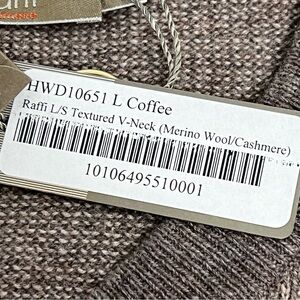 HWD10651 L Coffee
Raffi L/S Textured V-Neck (Merino Wool/Cashmere)
10106495510001